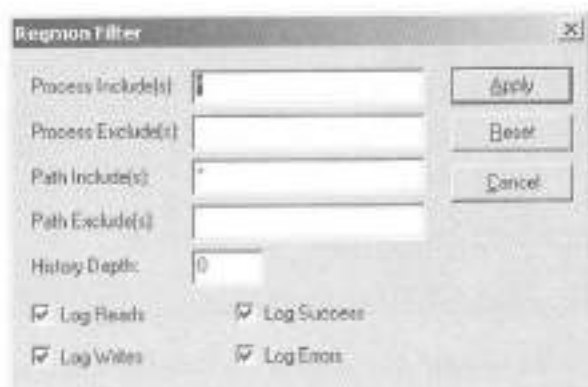 Regmon Filter
Process Include(s)
Apply
Process Exclude(s)
Reset
Path Include(s):
*
Cancel
Path Exclude(s)
History Depth:
0
Log Reads
Log Success
Log Writes
Log Errors